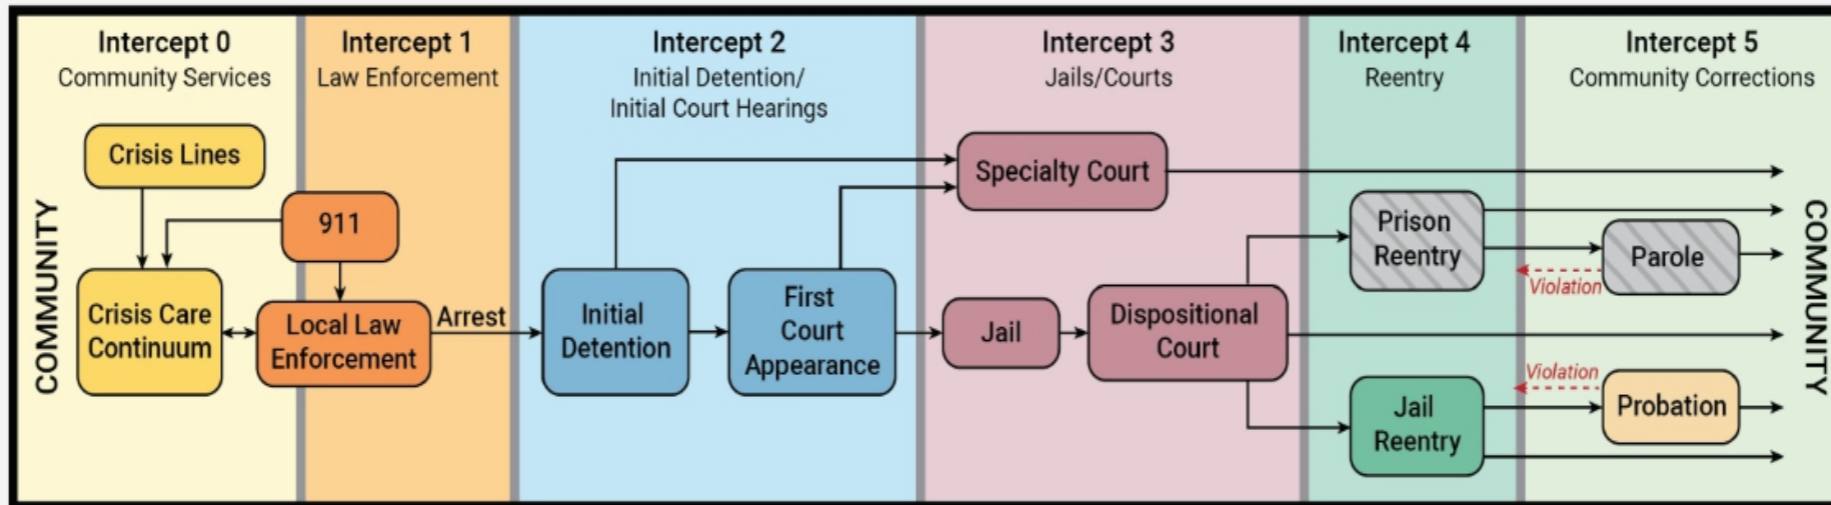 Intercept 0
Community Services
Intercept 1
Law Enforcement
Intercept 2
Initial Detention/
Initial Court Hearings
Intercept 3
Jails/Courts
Intercept 4
Reentry
Intercept 5
Community Corrections
COMMUNITY
Crisis Lines
911
Crisis Care
Continuum
Local Law
Enforcement
Arrest
Initial
Detention
First
Court
Appearance
Specialty Court
Jail
Dispositional
Court
Prison
Reentry
Parole
Violation
Jail
Reentry
Violation
Probation
COMMUNITY